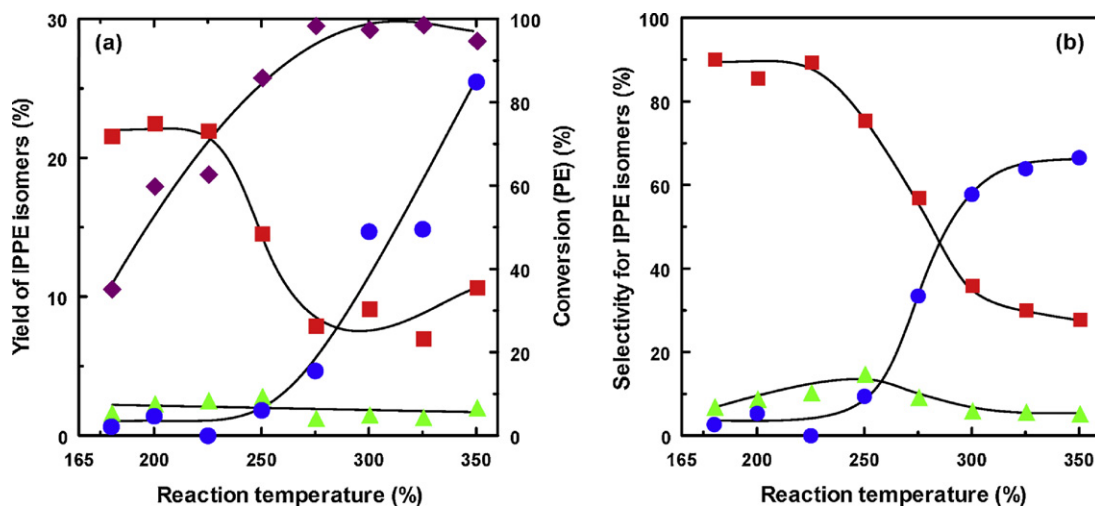 (a)
Yield of IPPE isomers (%)
30
20
10
0
100
80
60
40
20
0
Conversion (PE) (%)
165 200 250 300 350
Reaction temperature (%)
(b)
Selectivity for IPPE isomers (%)
100
80
60
40
20
0
165 200 250 300 350
Reaction temperature (%)